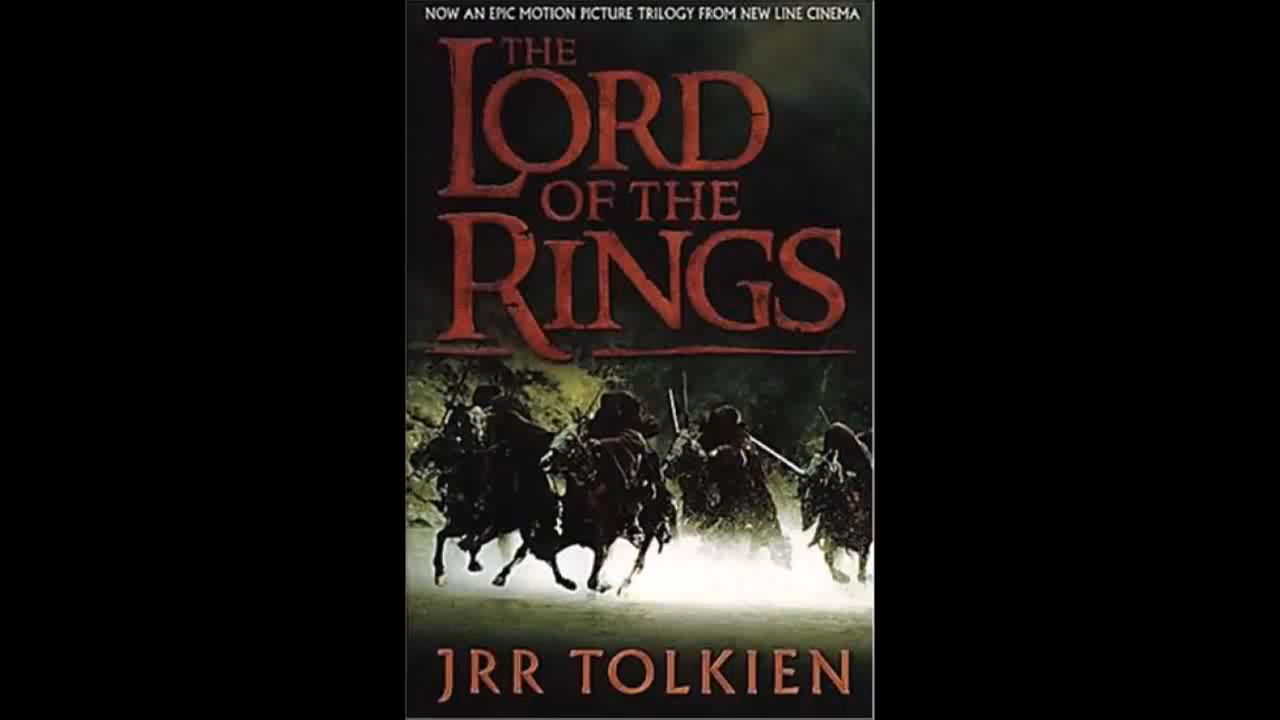 NOW AN EPIC MOTION PICTURE TRILOGY FROM NEW LINE CINEMA
THE
LORD
OF THE
RINGS
JRR TOLKIEN